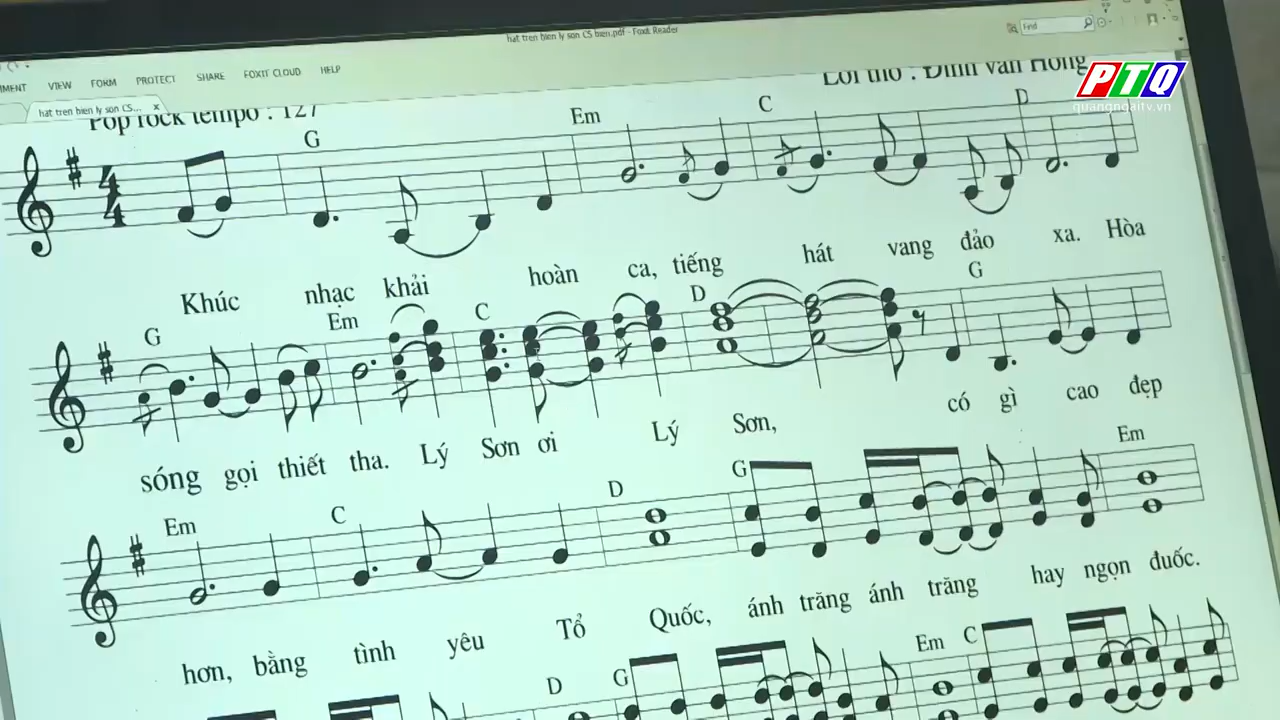 hat tren bien ly son CS bien.pdf - Foxit Reader
Find
VIEW FORM PROTECT SHARE FOXIT CLOUD HELP
hat tren bien ly son CS... ×
PTQ
quangngaitv.vn
Pop rock tempo : 127
Lời thơ : Đinh Văn Hồng
G Em C D
4
4
Khúc nhạc khải hoàn ca, tiếng hát vang đảo xa. Hòa
G Em C D G
sóng gọi thiết tha. Lý Sơn ơi Lý Sơn, có gì cao đẹp
Em C D G Em
hơn, bằng tình yêu Tổ Quốc, ánh trăng ánh trăng hay ngọn đuốc.
D G Em C